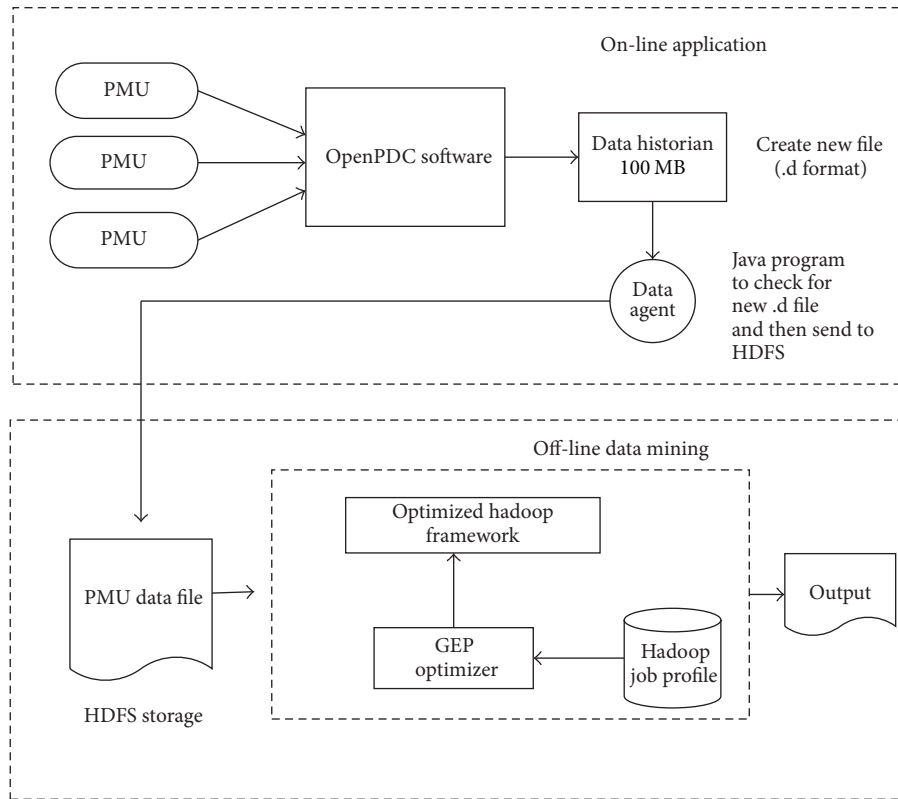 On-line application
PMU
PMU
PMU
OpenPDC software
Data historian
100 MB
Create new file
(.d format)
Data
agent
Java program
to check for
new .d file
and then send to
HDFS
Off-line data mining
Optimized hadoop
framework
PMU data file
GEP
optimizer
Hadoop
job profile
Output
HDFS storage